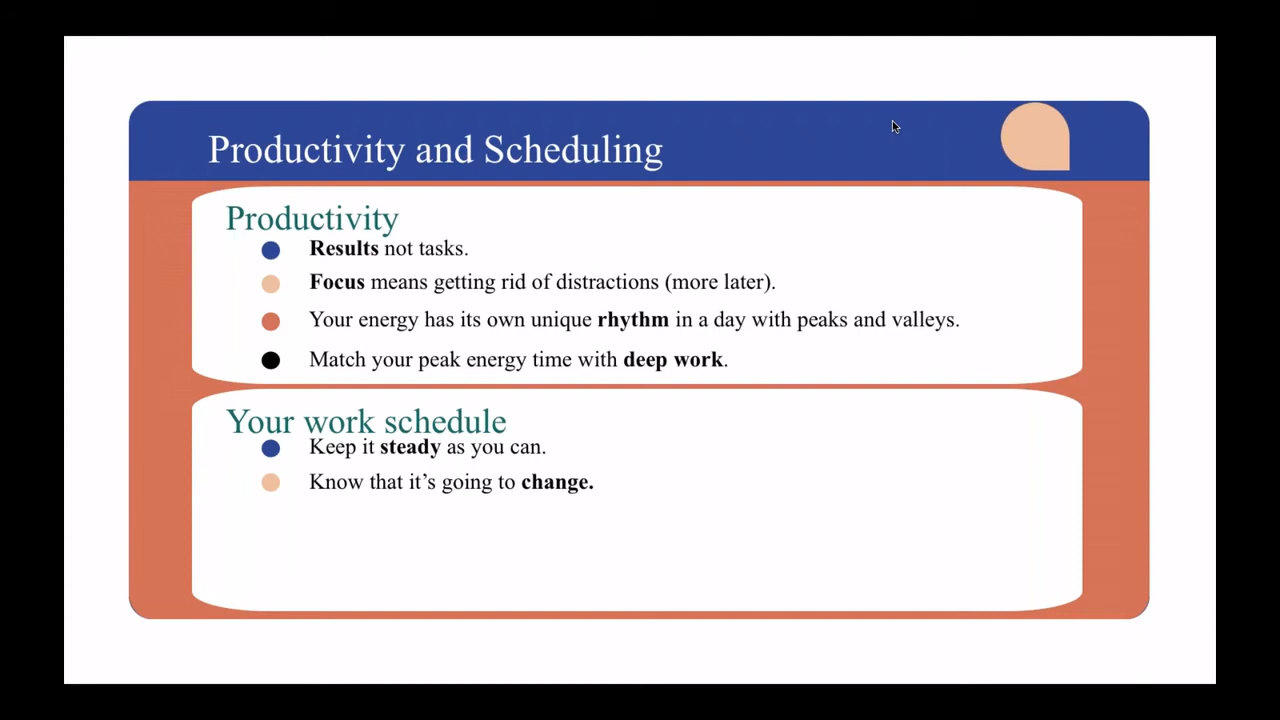 Productivity and Scheduling
Productivity
Results not tasks.
Focus means getting rid of distractions (more later).
Your energy has its own unique rhythm in a day with peaks and valleys.
Match your peak energy time with deep work.
Your work schedule
Keep it steady as you can.
Know that it’s going to change.